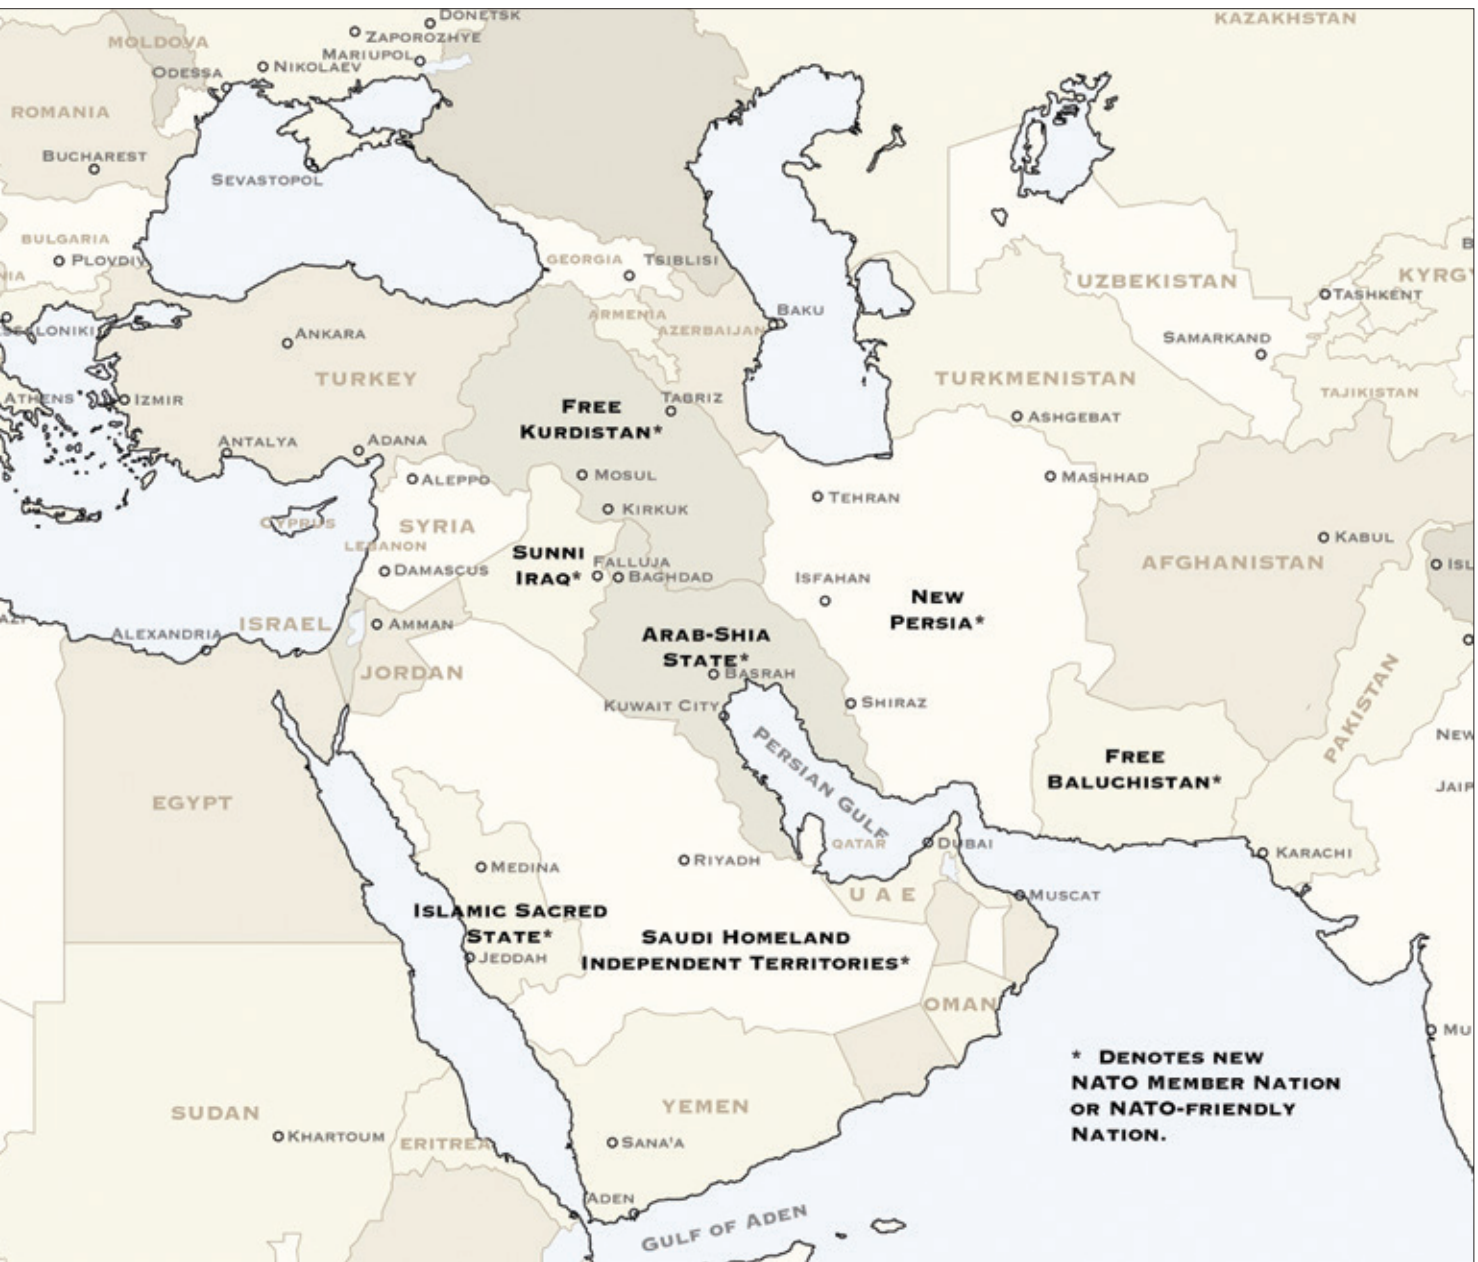 DONETSK
KAZAKHSTAN
ZAPOROZHYE
MOLDOVA
MARIUPOL
NIKOLAEV
ODESSA
ROMANIA
BUCHAREST
SEVASTOPOL
BULGARIA
PLOVDIV
GEORGIA
TSIBLISI
UZBEKISTAN
KYRGY
TASHKENT
ARMENIA
BAKU
AZERBAIJAN
ANKARA
SAMARKAND
TURKEY
TURKMENISTAN
TAJIKISTAN
ATHENS
IZMIR
TABRIZ
FREE
KURDISTAN*
ASHGEBAT
ANTALYA
ADANA
ALEPPO
MOSUL
MASHHAD
TEHRAN
KIRKUK
CYPRUS
SYRIA
KABUL
LEBANON
SUNNI
IRAQ*
FALLUJA
BAGHDAD
DAMASCUS
AFGHANISTAN
ISL
ISFAHAN
NEW
PERSIA*
ISRAEL
AMMAN
ALEXANDRIA
ARAB-SHIA
STATE*
BASRAH
JORDAN
PAKISTAN
KUWAIT CITY
SHIRAZ
NEW
PERSIAN GULF
FREE
BALUCHISTAN*
JAIP
EGYPT
QATAR
DUBAI
KARACHI
MEDINA
RIYADH
UAE
MUSCAT
ISLAMIC SACRED
STATE*
JEDDAH
SAUDI HOMELAND
INDEPENDENT TERRITORIES*
OMAN
MU
* DENOTES NEW
NATO MEMBER NATION
OR NATO-FRIENDLY
NATION.
SUDAN
YEMEN
KHARTOUM
ERITREA
SANA'A
ADEN
GULF OF ADEN